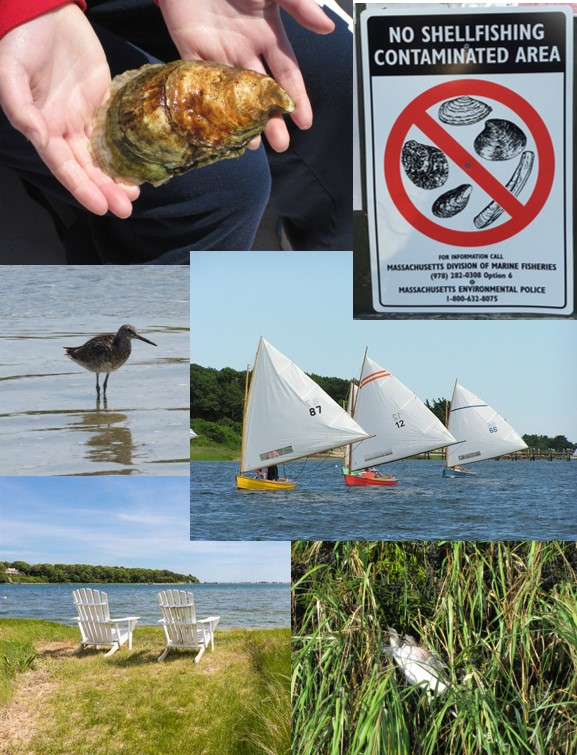 NO SHELLFISHING
CONTAMINATED AREA
FOR INFORMATION CALL
MASSACHUSETTS DIVISION OF MARINE FISHERIES
(978) 282-0308 Option 6
MASSACHUSETTS ENVIRONMENTAL POLICE
1-800-632-8075
87
12
66